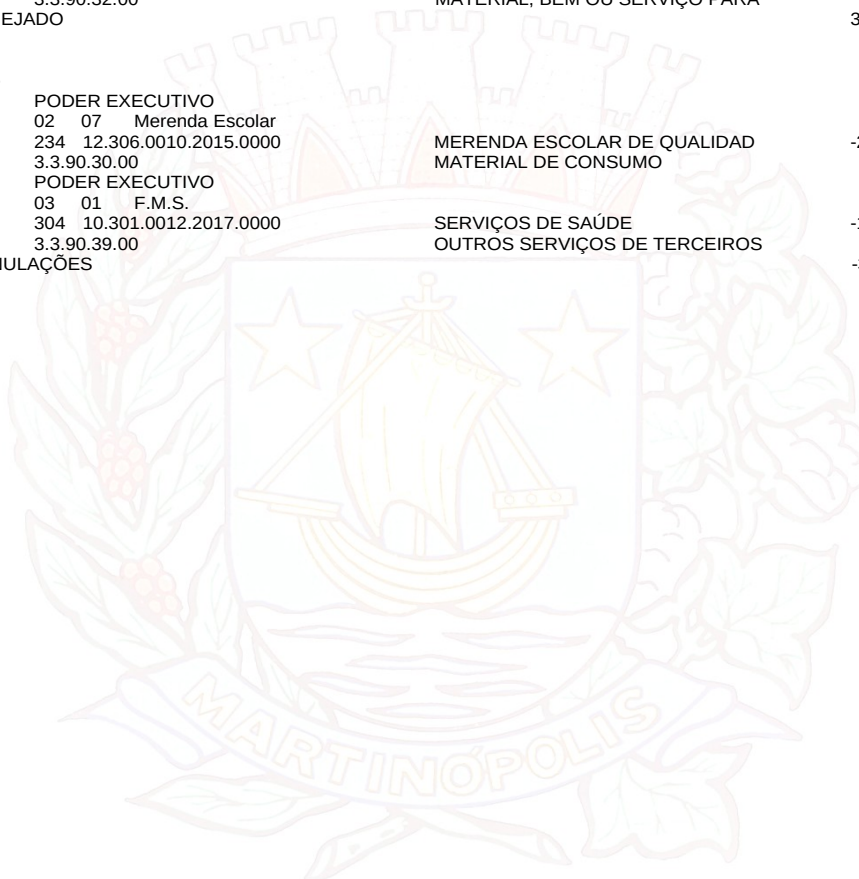 3.3.90.32.00 MATERIAL, BEM OU SERVIÇO PARA
EJADO 3
PODER EXECUTIVO
02 07 Merenda Escolar
234 12.306.0010.2015.0000 MERENDA ESCOLAR DE QUALIDAD -2
3.3.90.30.00 MATERIAL DE CONSUMO
PODER EXECUTIVO
03 01 F.M.S.
304 10.301.0012.2017.0000 SERVIÇOS DE SAÚDE -1
3.3.90.39.00 OUTROS SERVIÇOS DE TERCEIROS
ULAÇÕES
MARTINÓPOLIS